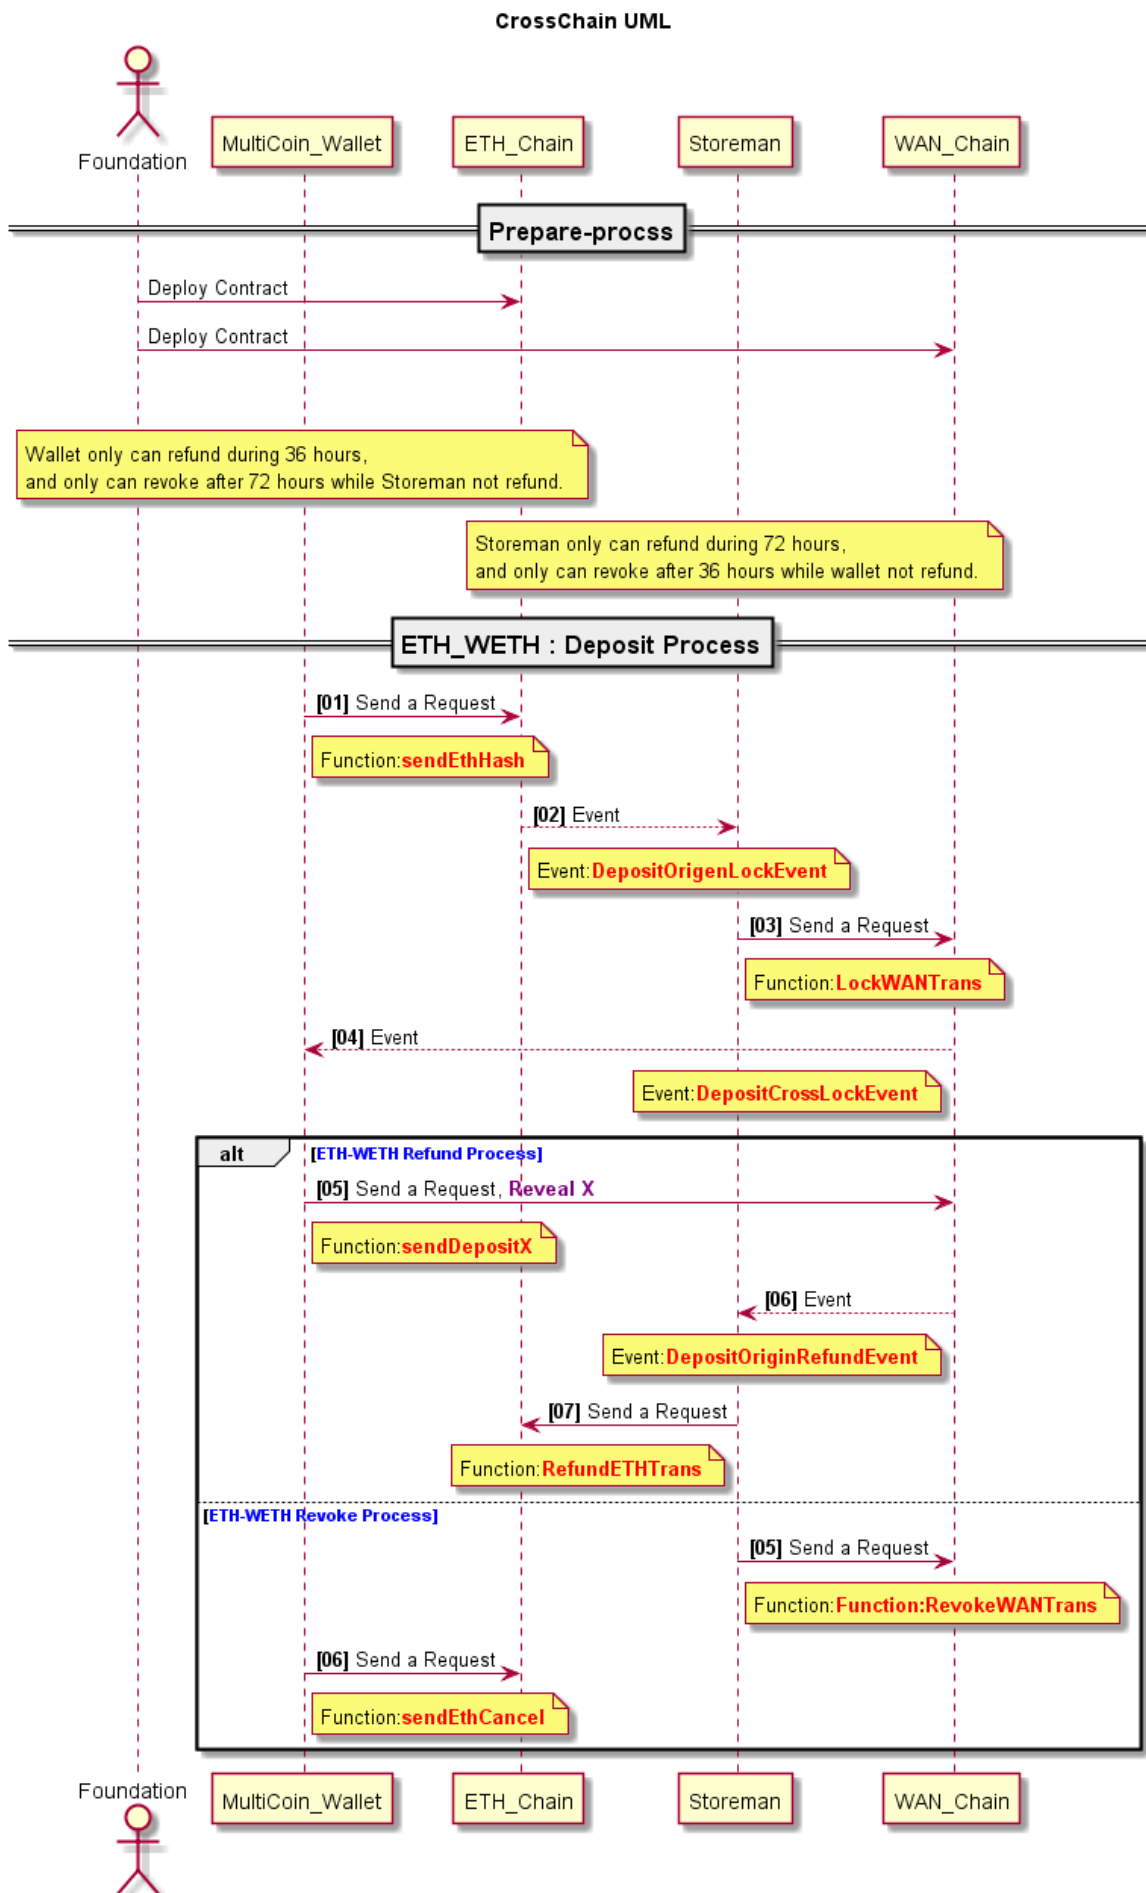 CrossChain UML
Foundation
MultiCoin_Wallet
ETH_Chain
Storeman
WAN_Chain
Prepare-procss
Deploy Contract
Deploy Contract
Wallet only can refund during 36 hours,
and only can revoke after 72 hours while Storeman not refund.
Storeman only can refund during 72 hours,
and only can revoke after 36 hours while wallet not refund.
ETH_WETH : Deposit Process
[01] Send a Request
Function:sendEthHash
[02] Event
Event:DepositOrigenLockEvent
[03] Send a Request
Function:LockWANTrans
[04] Event
Event:DepositCrossLockEvent
alt [ETH-WETH Refund Process]
[05] Send a Request, Reveal X
Function:sendDepositX
[06] Event
Event:DepositOriginRefundEvent
[07] Send a Request
Function:RefundETHTrans
[ETH-WETH Revoke Process]
[05] Send a Request
Function:Function:RevokeWANTrans
[06] Send a Request
Function:sendEthCancel
Foundation
MultiCoin_Wallet
ETH_Chain
Storeman
WAN_Chain